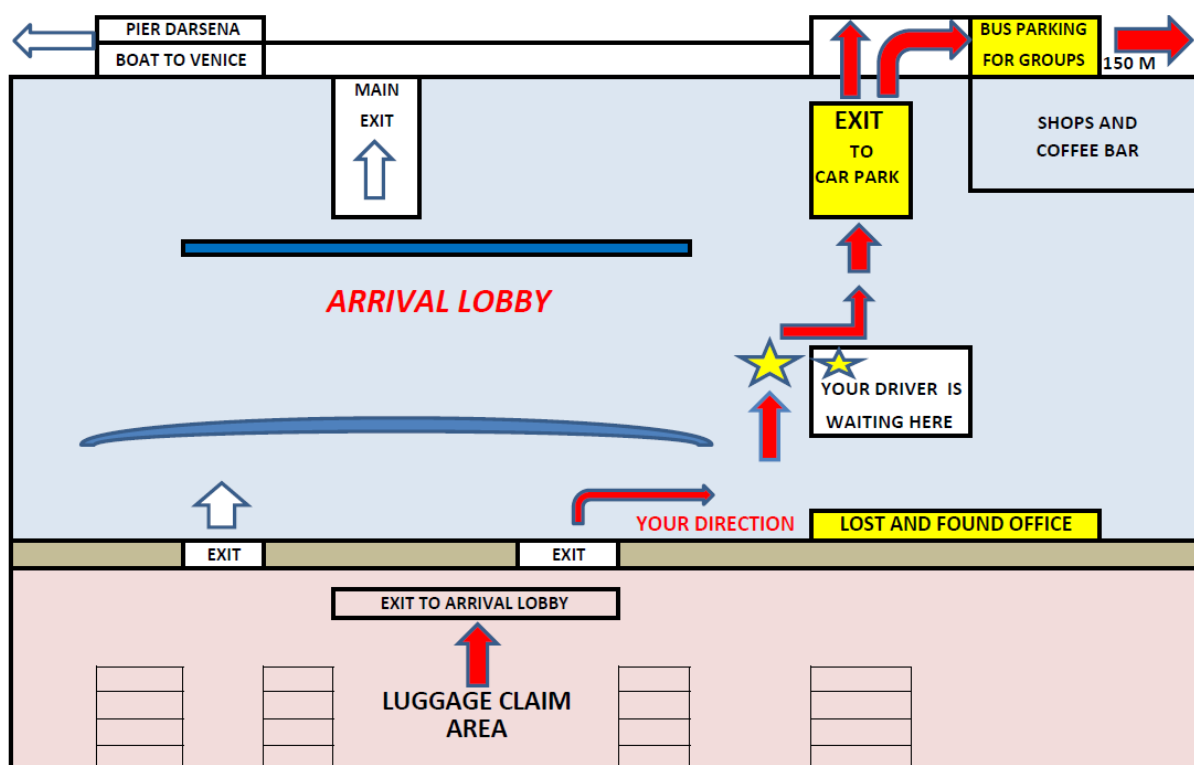 PIER DARSENA
BOAT TO VENICE
BUS PARKING
FOR GROUPS
150 M
MAIN
EXIT
EXIT
TO
CAR PARK
SHOPS AND
COFFEE BAR
ARRIVAL LOBBY
YOUR DRIVER IS
WAITING HERE
YOUR DIRECTION
LOST AND FOUND OFFICE
EXIT
EXIT
EXIT TO ARRIVAL LOBBY
LUGGAGE CLAIM
AREA